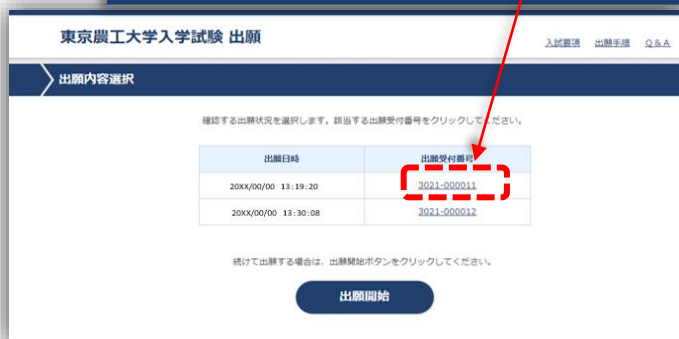 東京農工大学入学試験 出願
入試要項 出願手順 Q&A
出願内容選択
確認する出願状況を選択します。該当する出願受付番号をクリックしてください。
出願日時 出願受付番号
20XX/00/00 13:19:20 3021-000011
20XX/00/00 13:30:08 3021-000012
続けて出願する場合は、出願開始ボタンをクリックしてください。
出願開始